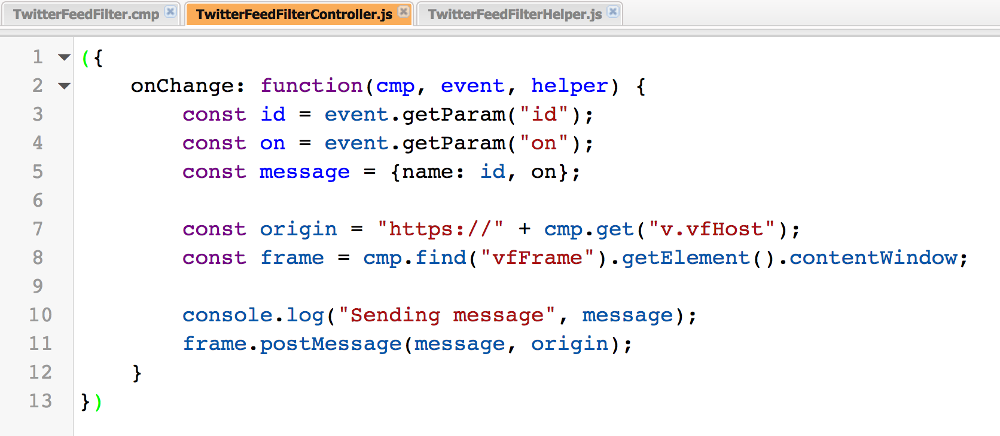 TwitterFeedFilter.cmp TwitterFeedFilterController.js TwitterFeedFilterHelper.js
1 ({
2 onChange: function(cmp, event, helper) {
3 const id = event.getParam("id");
4 const on = event.getParam("on");
5 const message = {name: id, on};
6
7 const origin = "https://" + cmp.get("v.vfHost");
8 const frame = cmp.find("vfFrame").getElement().contentWindow;
9
10 console.log("Sending message", message);
11 frame.postMessage(message, origin);
12 }
13 })